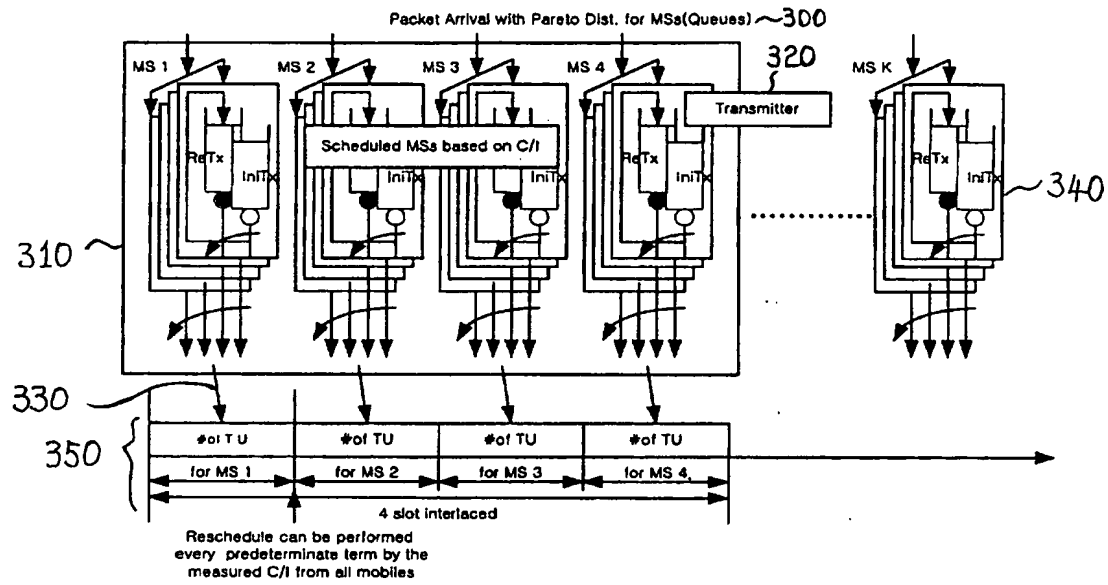 Packet Arrival with Pareto Dist. for MSs(Queues) 300
320
MS 1 MS 2 MS 3 MS 4 MS K
Transmitter
Scheduled MSs based on C/I
ReTx IniTx
IniTx
IniTx
ReTx IniTx
ReTx IniTx
340
310
330
350
#of TU #of TU #of TU #of TU
for MS 1 for MS 2 for MS 3 for MS 4
4 slot interlaced
Reschedule can be performed
every predeterminate term by the
measured C/I from all mobiles